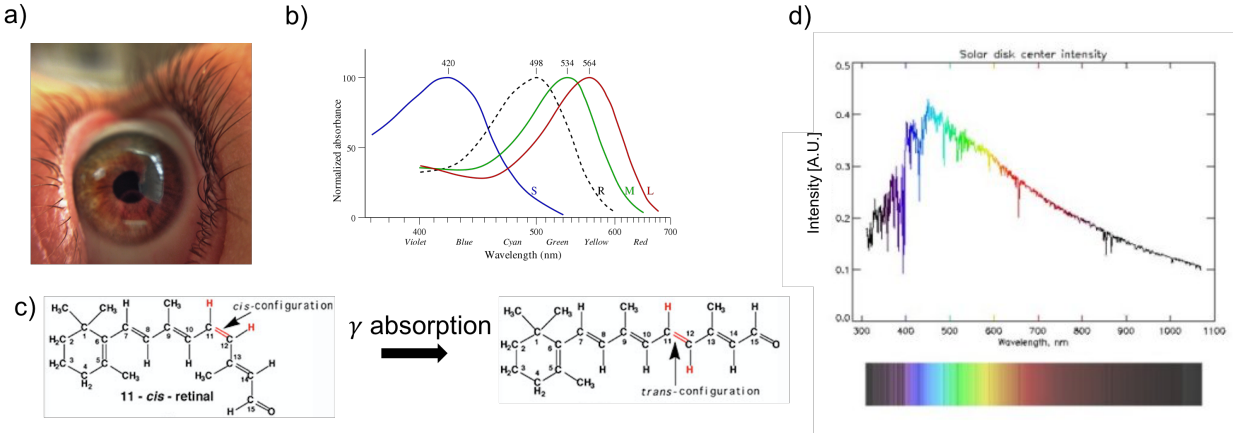 a)
b)
420 498 534 564
Normalized absorbance
100
50
0
S R M L
400 500 600 700
Violet Blue Cyan Green Yellow Red
Wavelength (nm)
c)
H₃C CH₃ H CH₃ H cis-configuration
H
H₂C 1 7 8 9 10 11 12
2 6
H₂C 3 5 H H 13
4 CH₃ CH₃ 14 H
H₂
11 - cis - retinal H 15 O
γ absorption
H₃C CH₃ H CH₃ H CH₃ H
H₂C 1 7 8 9 10 11 12 13 14 15 O
2 6
H₂C 3 5 H H H H
4 CH₃
H₂
trans-configuration
d)
Solar disk center intensity
Intensity [A.U.]
0.5
0.4
0.3
0.2
0.1
0.0
300 400 500 600 700 800 900 1000 1100
Wavelength, nm